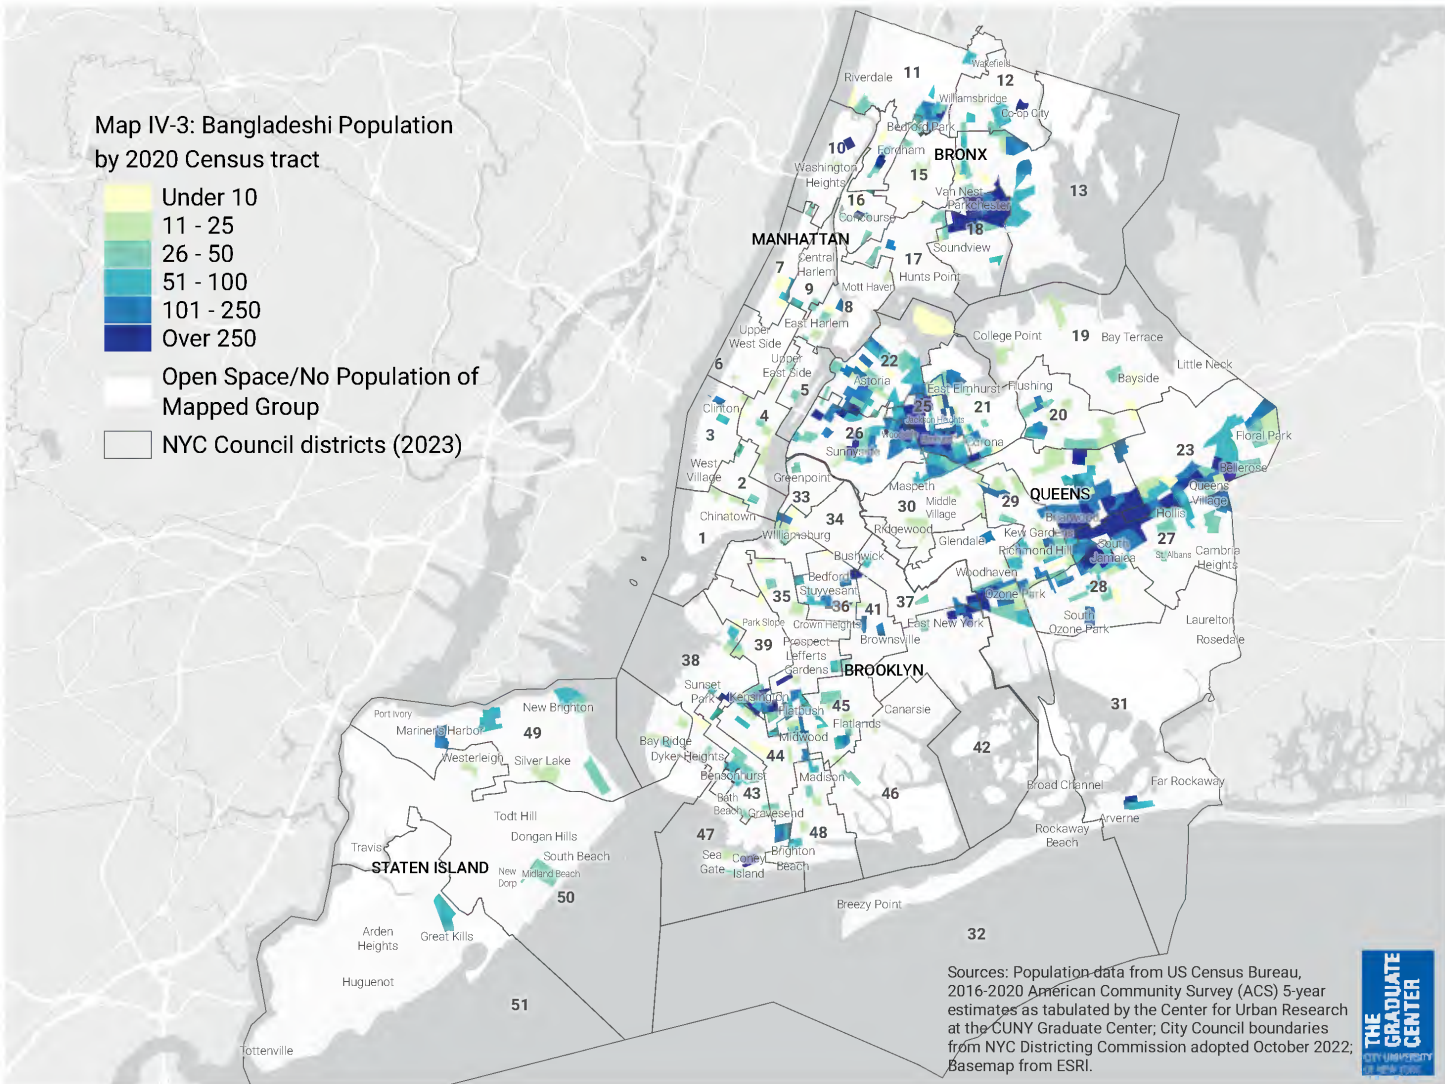 Map IV-3: Bangladeshi Population
by 2020 Census tract
Under 10
11 - 25
26 - 50
51 - 100
101 - 250
Over 250
Open Space/No Population of
Mapped Group
NYC Council districts (2023)
Wakefield
11
12
Riverdale
Williamsbridge
Co-op City
Bedford Park
10
Fordham
BRONX
Washington
Heights
15
13
Van Nest
16
Parkchester
Concourse
18
MANHATTAN
Soundview
Central
Harlem
17
7
Hunts Point
9
Mott Haven
8
East Harlem
Upper
West Side
College Point
19
Bay Terrace
22
Upper
East Side
6
Little Neck
Astoria
Bayside
5
East Elmhurst
Flushing
Clinton
4
25
21
20
Jackson Heights
3
26
Corona
23
Floral Park
Sunnyside
West
Village
Bellerose
2
Greenpoint
Maspeth
QUEENS
Queens
Village
33
30
Middle
Village
29
Chinatown
34
Briarwood
Hollis
1
Williamsburg
Ridgewood
Kew Gardens
27
Glendale
Richmond Hill
South
Jamaica
St. Albans
Cambria
Heights
Bushwick
Bedford
Stuyvesant
Woodhaven
28
35
36
41
37
Ozone Park
Park Slope
Crown Heights
East New York
South
Ozone Park
Laurelton
39
Prospect
Lefferts
Gardens
Brownsville
Rosedale
38
BROOKLYN
Sunset
Park
Kensington
31
Port Ivory
New Brighton
Flatbush
45
Canarsie
Mariner's Harbor
49
Flatlands
Bay Ridge
Midwood
42
Westerleigh
Silver Lake
Dyker Heights
44
Bensonhurst
Madison
Broad Channel
Far Rockaway
Bath
Beach
43
46
Gravesend
Todt Hill
Arverne
Dongan Hills
47
48
Rockaway
Beach
Travis
South Beach
Sea
Gate
Coney
Island
Brighton
Beach
STATEN ISLAND
New
Dorp
Midland Beach
50
Breezy Point
Arden
Heights
Great Kills
32
Huguenot
51
Tottenville
Sources: Population data from US Census Bureau,
2016-2020 American Community Survey (ACS) 5-year
estimates as tabulated by the Center for Urban Research
at the CUNY Graduate Center; City Council boundaries
from NYC Districting Commission adopted October 2022;
Basemap from ESRI.
THE
GRADUATE
CENTER
CITY UNIVERSITY
OF NEW YORK